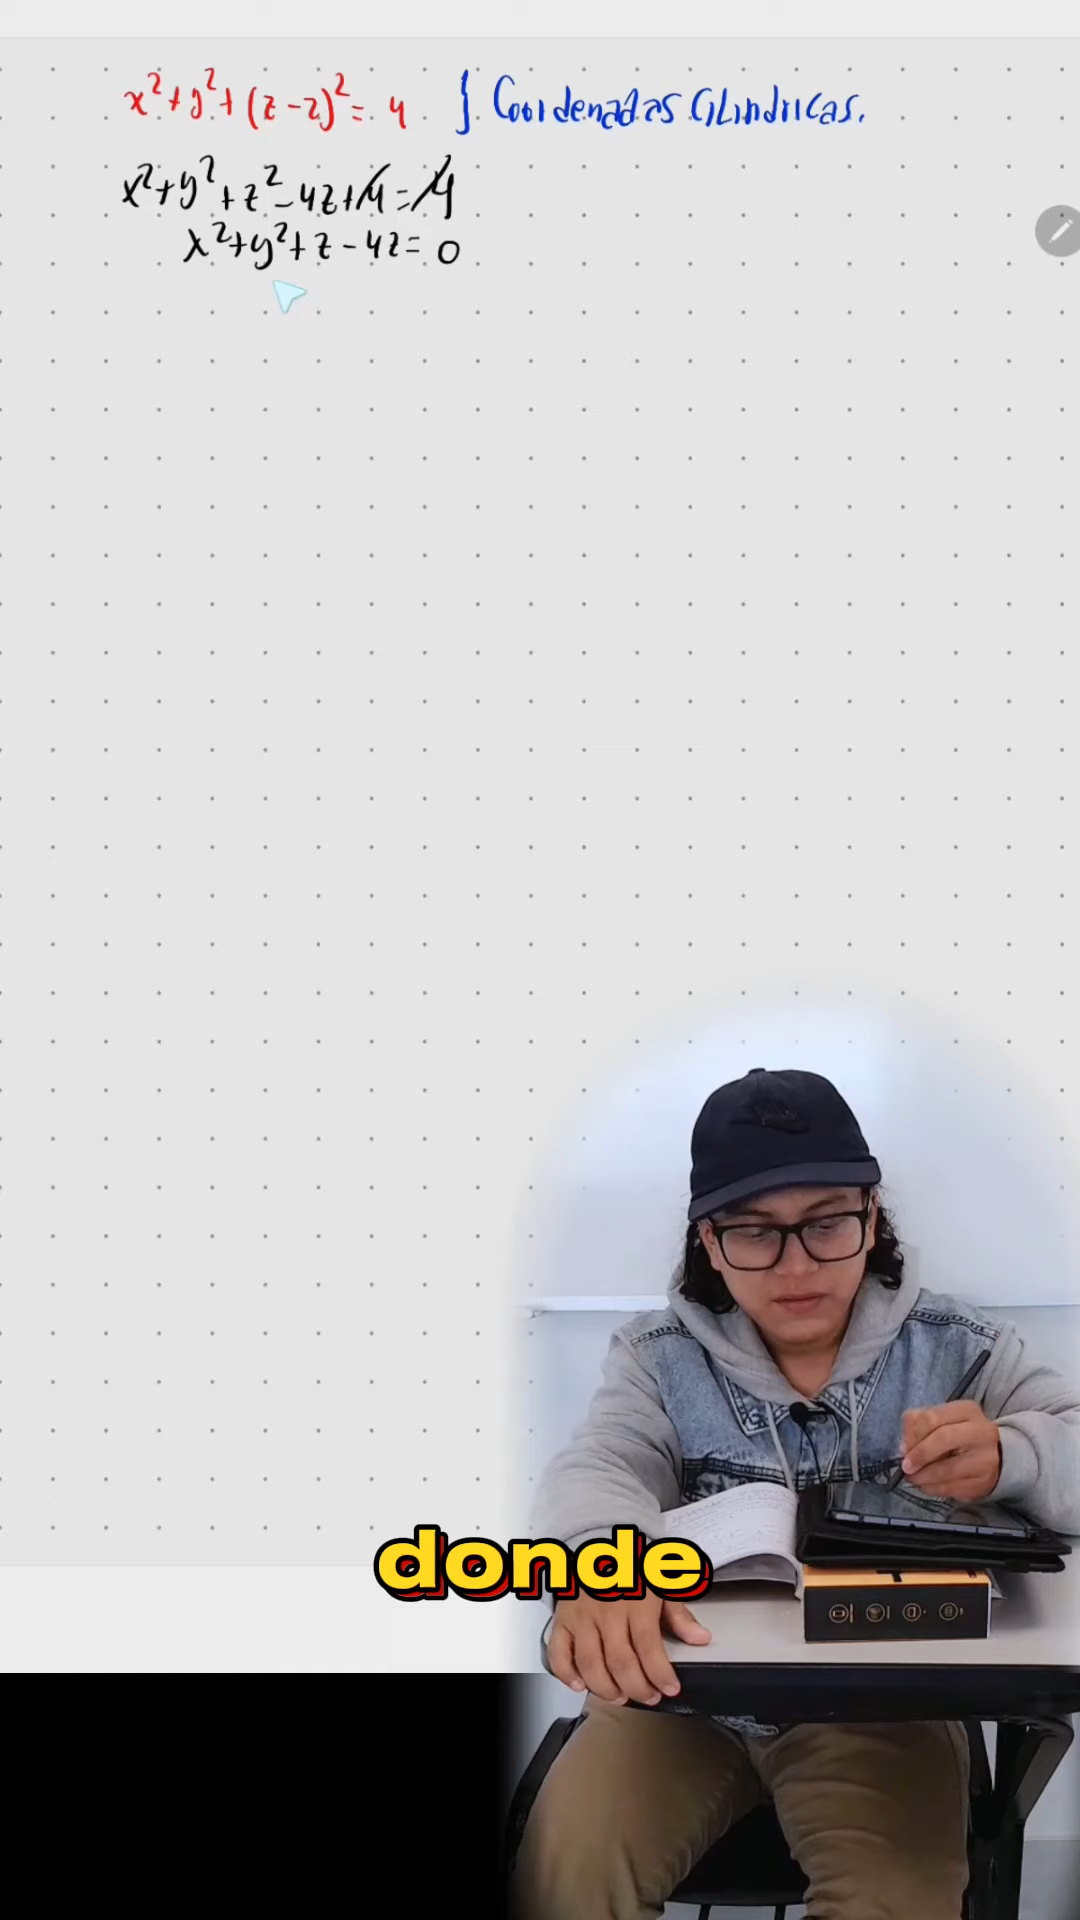 x²+y²+(z-2)²=4 ∫ Coordenadas Cilindricas.
x²+y²+z²-4z+4=4
x²+y²+z-4z=0
donde